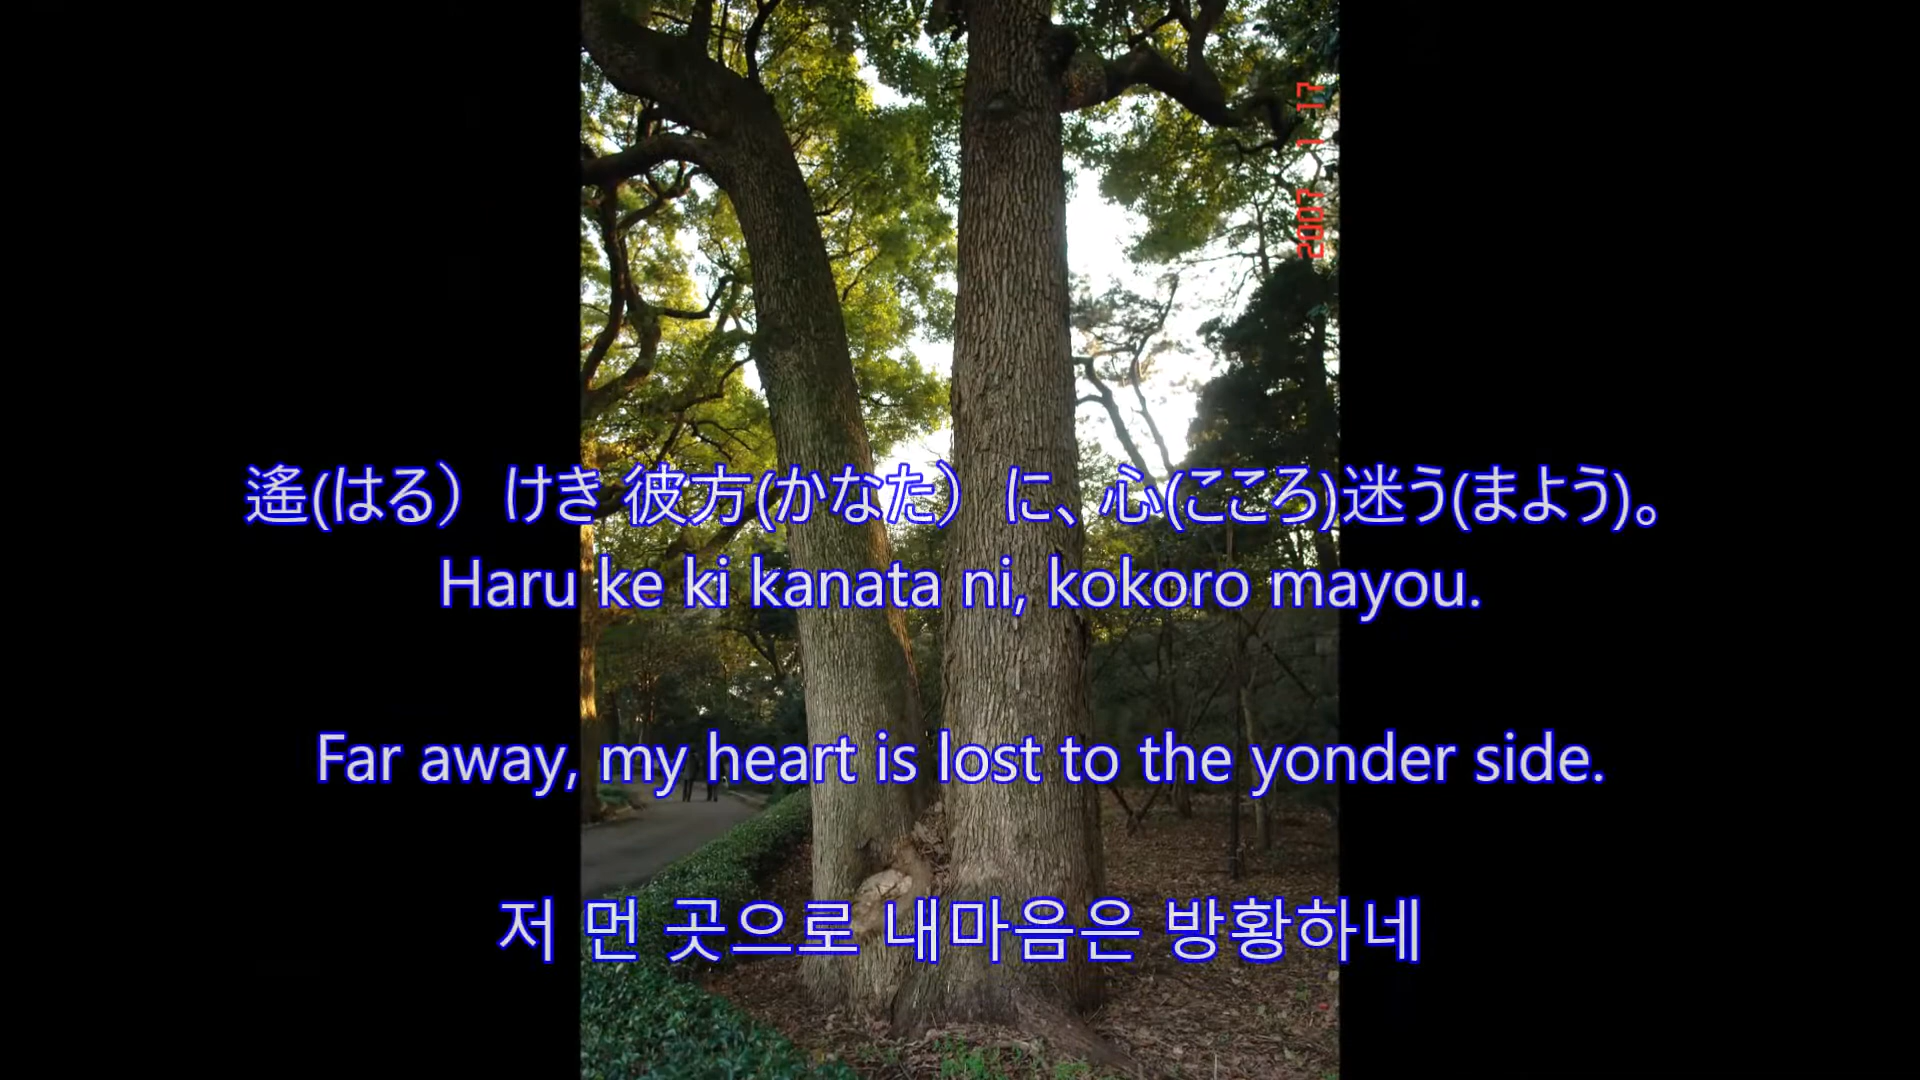 2007 1 17
遙(はる）けき 彼方(かなた）に、心(こころ)迷う(まよう)。
Haru ke ki kanata ni, kokoro mayou.
Far away, my heart is lost to the yonder side.
저 먼 곳으로 내마음은 방황하네